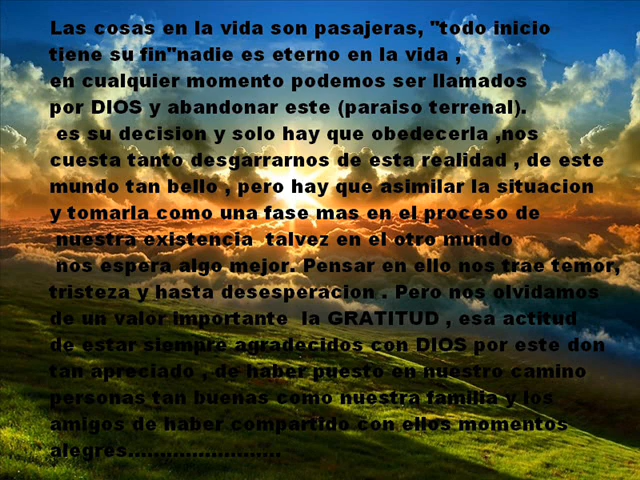 Las cosas en la vida son pasajeras, "todo inicio
tiene su fin"nadie es eterno en la vida ,
en cualquier momento podemos ser llamados
por DIOS y abandonar este (paraiso terrenal).
es su decision y solo hay que obedecerla ,nos
cuesta tanto desgarrarnos de esta realidad , de este
mundo tan bello , pero hay que asimilar la situacion
y tomarla como una fase mas en el proceso de
nuestra existencia  talvez en el otro mundo
nos espera algo mejor. Pensar en ello nos trae temor,
tristeza y hasta desesperacion . Pero nos olvidamos
de un valor importante  la GRATITUD , esa actitud
de estar siempre agradecidos con DIOS por este don
tan apreciado , de haber puesto en nuestro camino
personas tan buenas como nuestra familia y los
amigos de haber compartido con ellos momentos
alegres........................